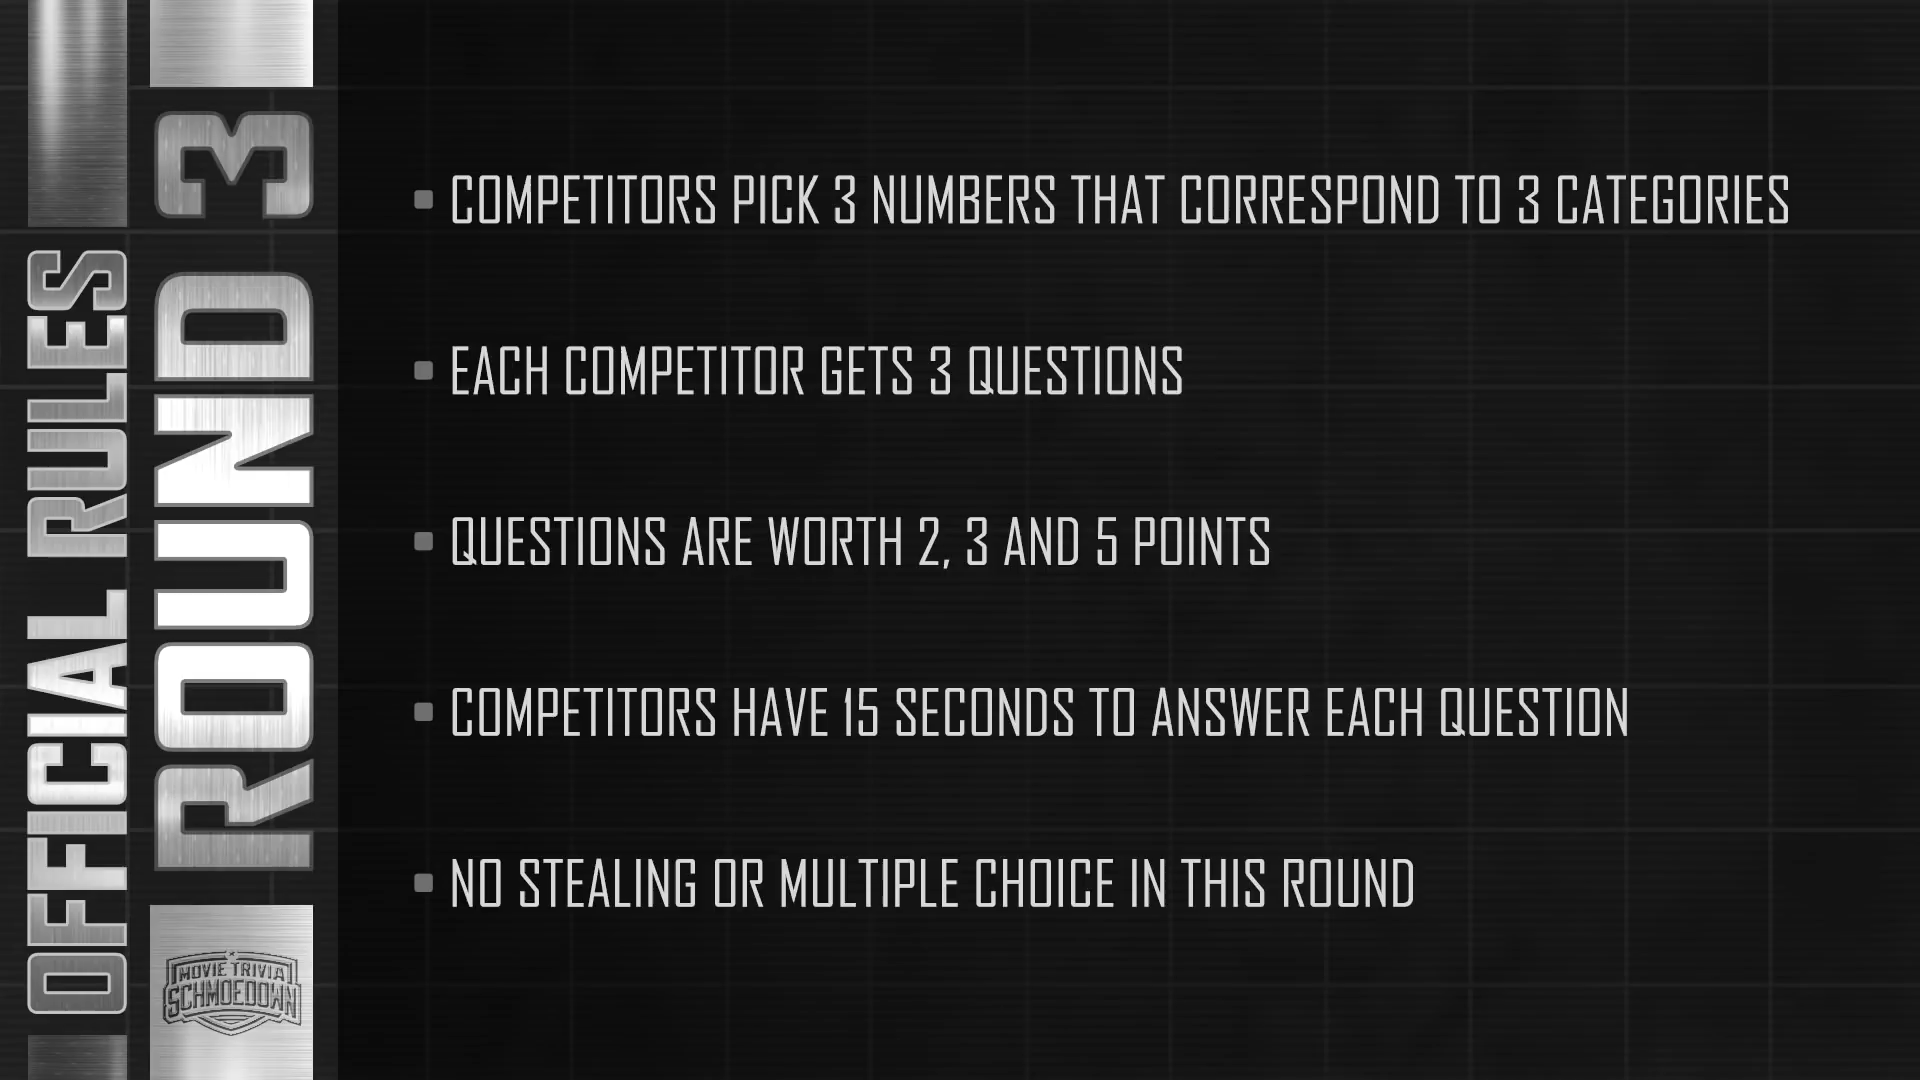 OFFICIAL RULES
ROUND 3
COMPETITORS PICK 3 NUMBERS THAT CORRESPOND TO 3 CATEGORIES
EACH COMPETITOR GETS 3 QUESTIONS
QUESTIONS ARE WORTH 2, 3 AND 5 POINTS
COMPETITORS HAVE 15 SECONDS TO ANSWER EACH QUESTION
NO STEALING OR MULTIPLE CHOICE IN THIS ROUND
MOVIE TRIVIA
SCHMOEDOWN